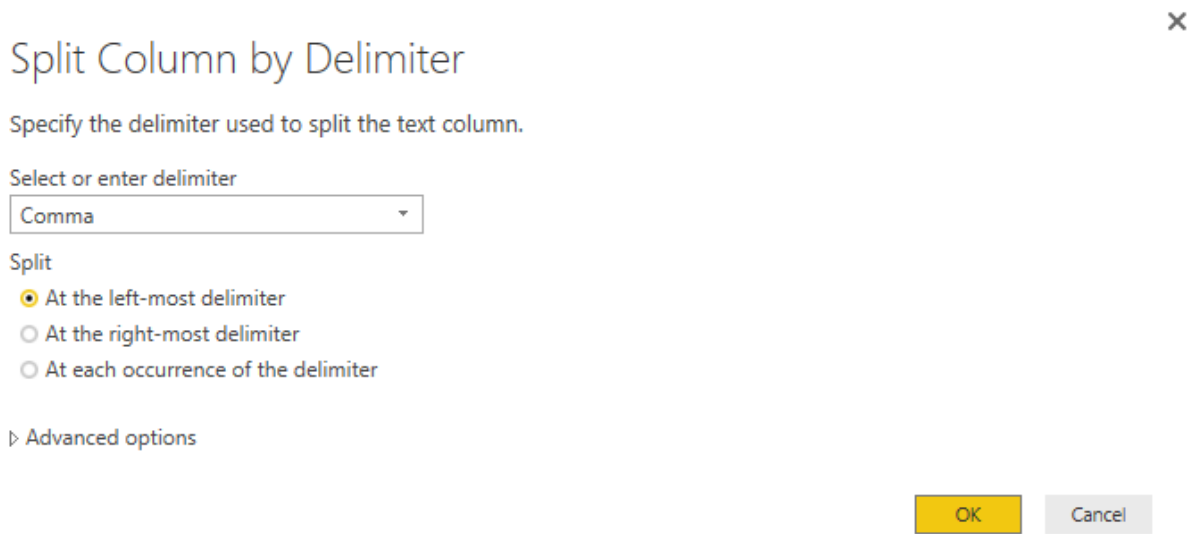 Split Column by Delimiter
Specify the delimiter used to split the text column.
Select or enter delimiter
Comma
Split
At the left-most delimiter
At the right-most delimiter
At each occurrence of the delimiter
Advanced options
OK Cancel